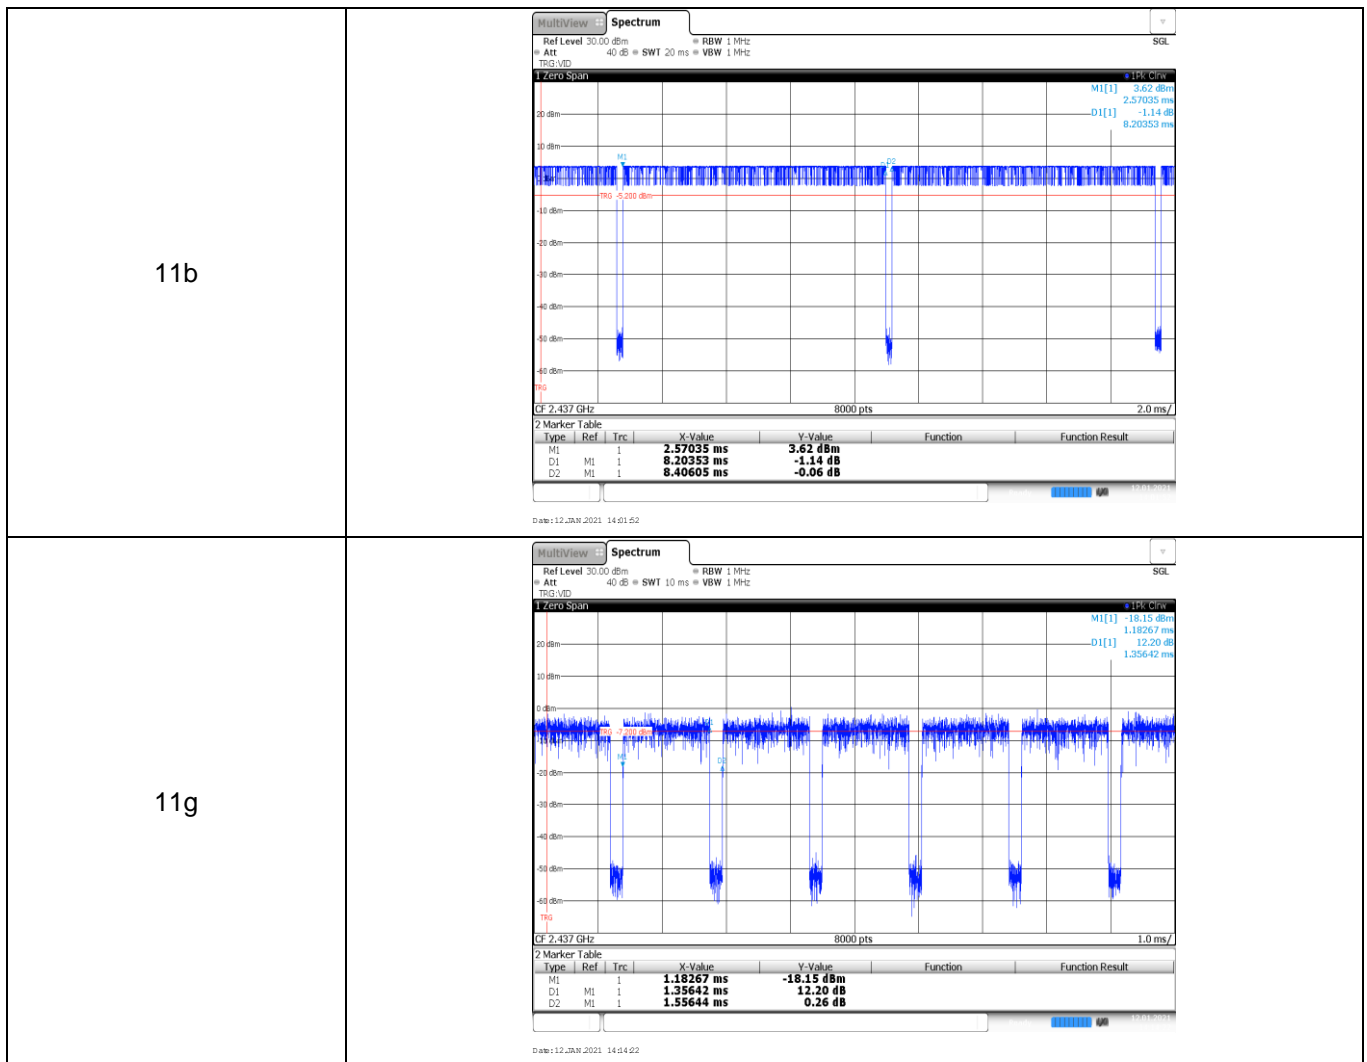 11b
MultiView Spectrum
Ref Level 30.00 dBm RBW 1 MHz SGL
Att 40 dB SWT 20 ms VBW 1 MHz
TRG:VID
1 Zero Span 1Pk Clrw
M1[1] 3.62 dBm
2.57035 ms
D1[1] -1.14 dB
8.20353 ms
20 dBm
10 dBm
M1
D2
TRG -5.200 dBm
-10 dBm
-20 dBm
-30 dBm
-40 dBm
-50 dBm
-60 dBm
TRG
CF 2.437 GHz 8000 pts 2.0 ms/
2 Marker Table
Type Ref Trc X-Value Y-Value Function Function Result
M1 1 2.57035 ms 3.62 dBm
D1 M1 1 8.20353 ms -1.14 dB
D2 M1 1 8.40605 ms -0.06 dB
12.01.2021
Date: 12.JAN.2021 14:01:52
11g
MultiView Spectrum
Ref Level 30.00 dBm RBW 1 MHz SGL
Att 40 dB SWT 10 ms VBW 1 MHz
TRG:VID
1 Zero Span 1Pk Clrw
M1[1] -18.15 dBm
1.18267 ms
D1[1] 12.20 dB
1.35642 ms
20 dBm
10 dBm
0 dBm
TRG -7.200 dBm
M1
D2
-20 dBm
-30 dBm
-40 dBm
-50 dBm
-60 dBm
TRG
CF 2.437 GHz 8000 pts 1.0 ms/
2 Marker Table
Type Ref Trc X-Value Y-Value Function Function Result
M1 1 1.18267 ms -18.15 dBm
D1 M1 1 1.35642 ms 12.20 dB
D2 M1 1 1.55644 ms 0.26 dB
12.01.2021
Date: 12.JAN.2021 14:14:22